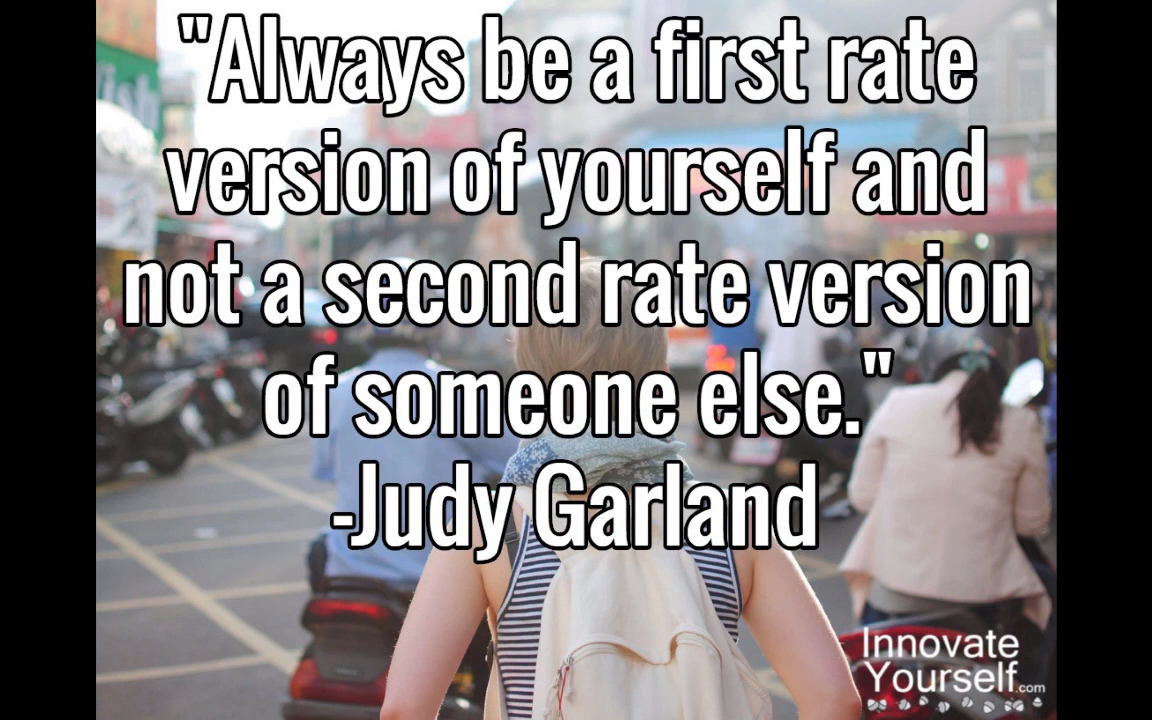 "Always be a first rate
version of yourself and
not a second rate version
of someone else."
-Judy Garland
Innovate
Yourself.com